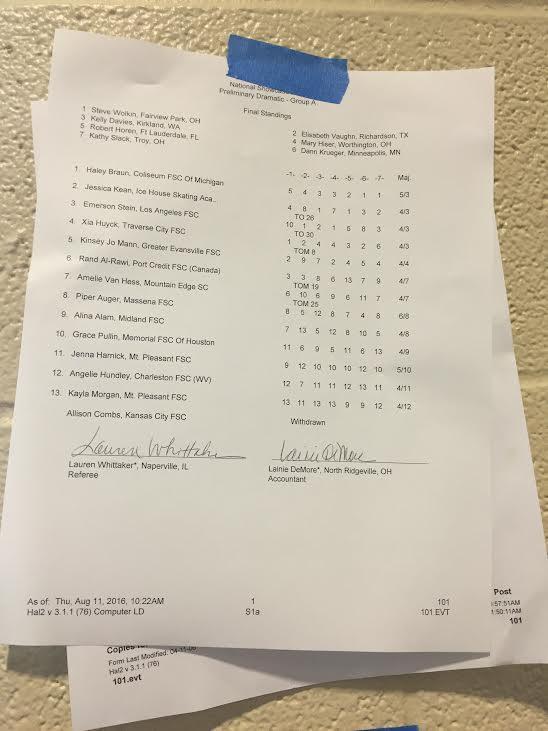 National Showcase
Preliminary Dramatic - Group A
Final Standings
1 Steve Wolkin, Fairview Park, OH
2 Elisabeth Vaughn, Richardson, TX
3 Kelly Davies, Kirkland, WA
4 Mary Hiser, Worthington, OH
5 Robert Horen, Ft Lauderdale, FL
6 Dann Krueger, Minneapolis, MN
7 Kathy Slack, Troy, OH
-1- -2- -3- -4- -5- -6- -7- Maj.
1. Haley Braun, Coliseum FSC Of Michigan 5 4 3 3 2 1 1 5/3
2. Jessica Kean, Ice House Skating Aca.. 4 8 1 7 1 3 2 4/3
TO 26
3. Emerson Stein, Los Angeles FSC 10 1 2 1 5 8 3 4/3
TO 30
4. Xia Huyck, Traverse City FSC 1 2 4 4 3 2 6 4/3
TOM 8
5. Kinsey Jo Mann, Greater Evansville FSC 2 9 7 2 4 5 4 4/4
6. Rand Al-Rawi, Port Credit FSC (Canada) 3 3 8 6 13 7 9 4/7
TOM 19
7. Amelie Van Hess, Mountain Edge SC 6 10 6 9 6 11 7 4/7
TOM 25
8. Piper Auger, Massena FSC 8 5 12 8 7 4 8 6/8
9. Alina Alam, Midland FSC 7 13 5 12 8 10 5 4/8
10. Grace Pullin, Memorial FSC Of Houston 11 6 9 5 11 6 13 4/9
11. Jenna Harnick, Mt. Pleasant FSC 9 12 10 10 10 12 10 5/10
12. Angelie Hundley, Charleston FSC (WV) 12 7 11 11 12 13 11 4/11
13. Kayla Morgan, Mt. Pleasant FSC 13 11 13 13 9 9 12 4/12
Allison Combs, Kansas City FSC Withdrawn
Lauren Whittaker Lainie DeMore
Lauren Whittaker*, Naperville, IL Lainie DeMore*, North Ridgeville, OH
Referee Accountant
As of: Thu, Aug 11, 2016, 10:22AM 1 101
Hal2 v 3.1.1 (76) Computer LD S1a 101 EVT
Post
:57:51AM
1:50:11AM
101
Copies
Form Last Modified.
Hal2 v 3.1.1 (76)
101.evt